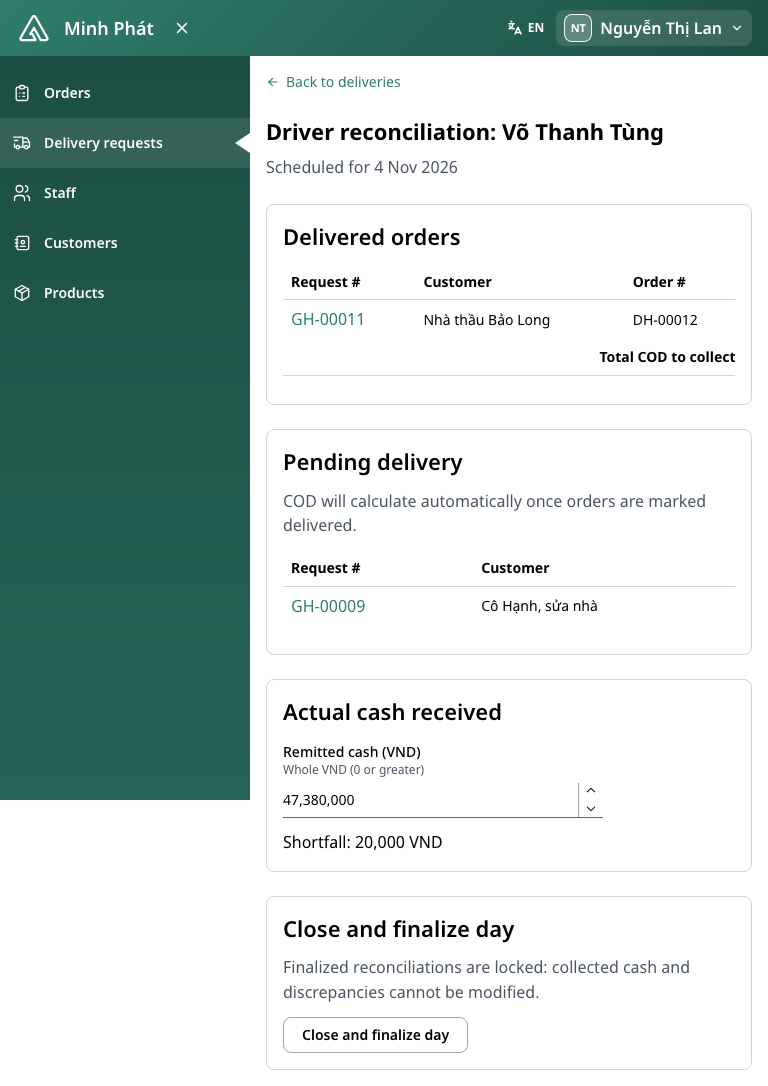 Minh Phát
EN
NT
Nguyễn Thị Lan
Orders
Delivery requests
Staff
Customers
Products
Back to deliveries
Driver reconciliation: Võ Thanh Tùng
Scheduled for 4 Nov 2026
Delivered orders
Request # Customer Order #
GH-00011 Nhà thầu Bảo Long DH-00012
Total COD to collect
Pending delivery
COD will calculate automatically once orders are marked
delivered.
Request # Customer
GH-00009 Cô Hạnh, sửa nhà
Actual cash received
Remitted cash (VND)
Whole VND (0 or greater)
47,380,000
Shortfall: 20,000 VND
Close and finalize day
Finalized reconciliations are locked: collected cash and
discrepancies cannot be modified.
Close and finalize day